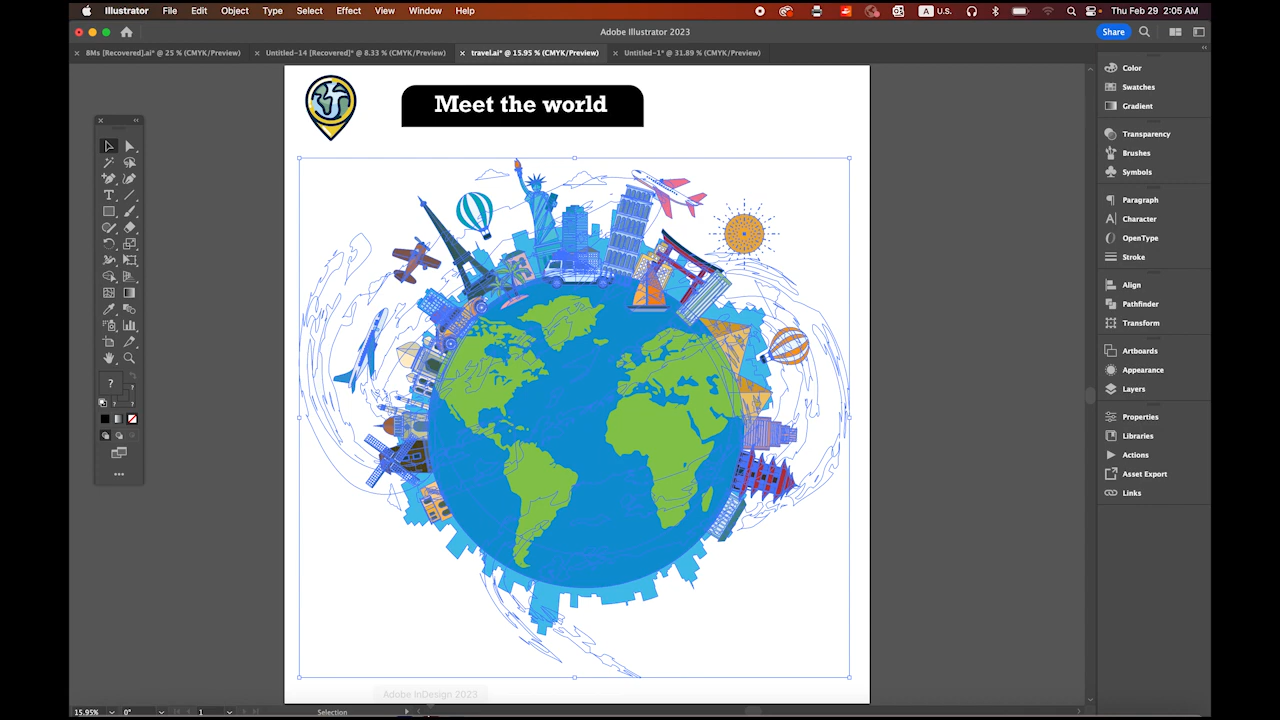 Illustrator File Edit Object Type Select Effect View Window Help
A U.S. Thu Feb 29 2:05 AM
Adobe Illustrator 2023
Share
× 8Ms [Recovered].ai* @ 25 % (CMYK/Preview) × Untitled-14 [Recovered]* @ 8.33 % (CMYK/Preview) × travel.ai* @ 15.95 % (CMYK/Preview) × Untitled-1* @ 31.89 % (CMYK/Preview)
Meet the world
Color
Swatches
Gradient
Transparency
Brushes
Symbols
Paragraph
Character
OpenType
Stroke
Align
Pathfinder
Transform
Artboards
Appearance
Layers
Properties
Libraries
Actions
Asset Export
Links
Adobe InDesign 2023
15.95% 0° 1 Selection